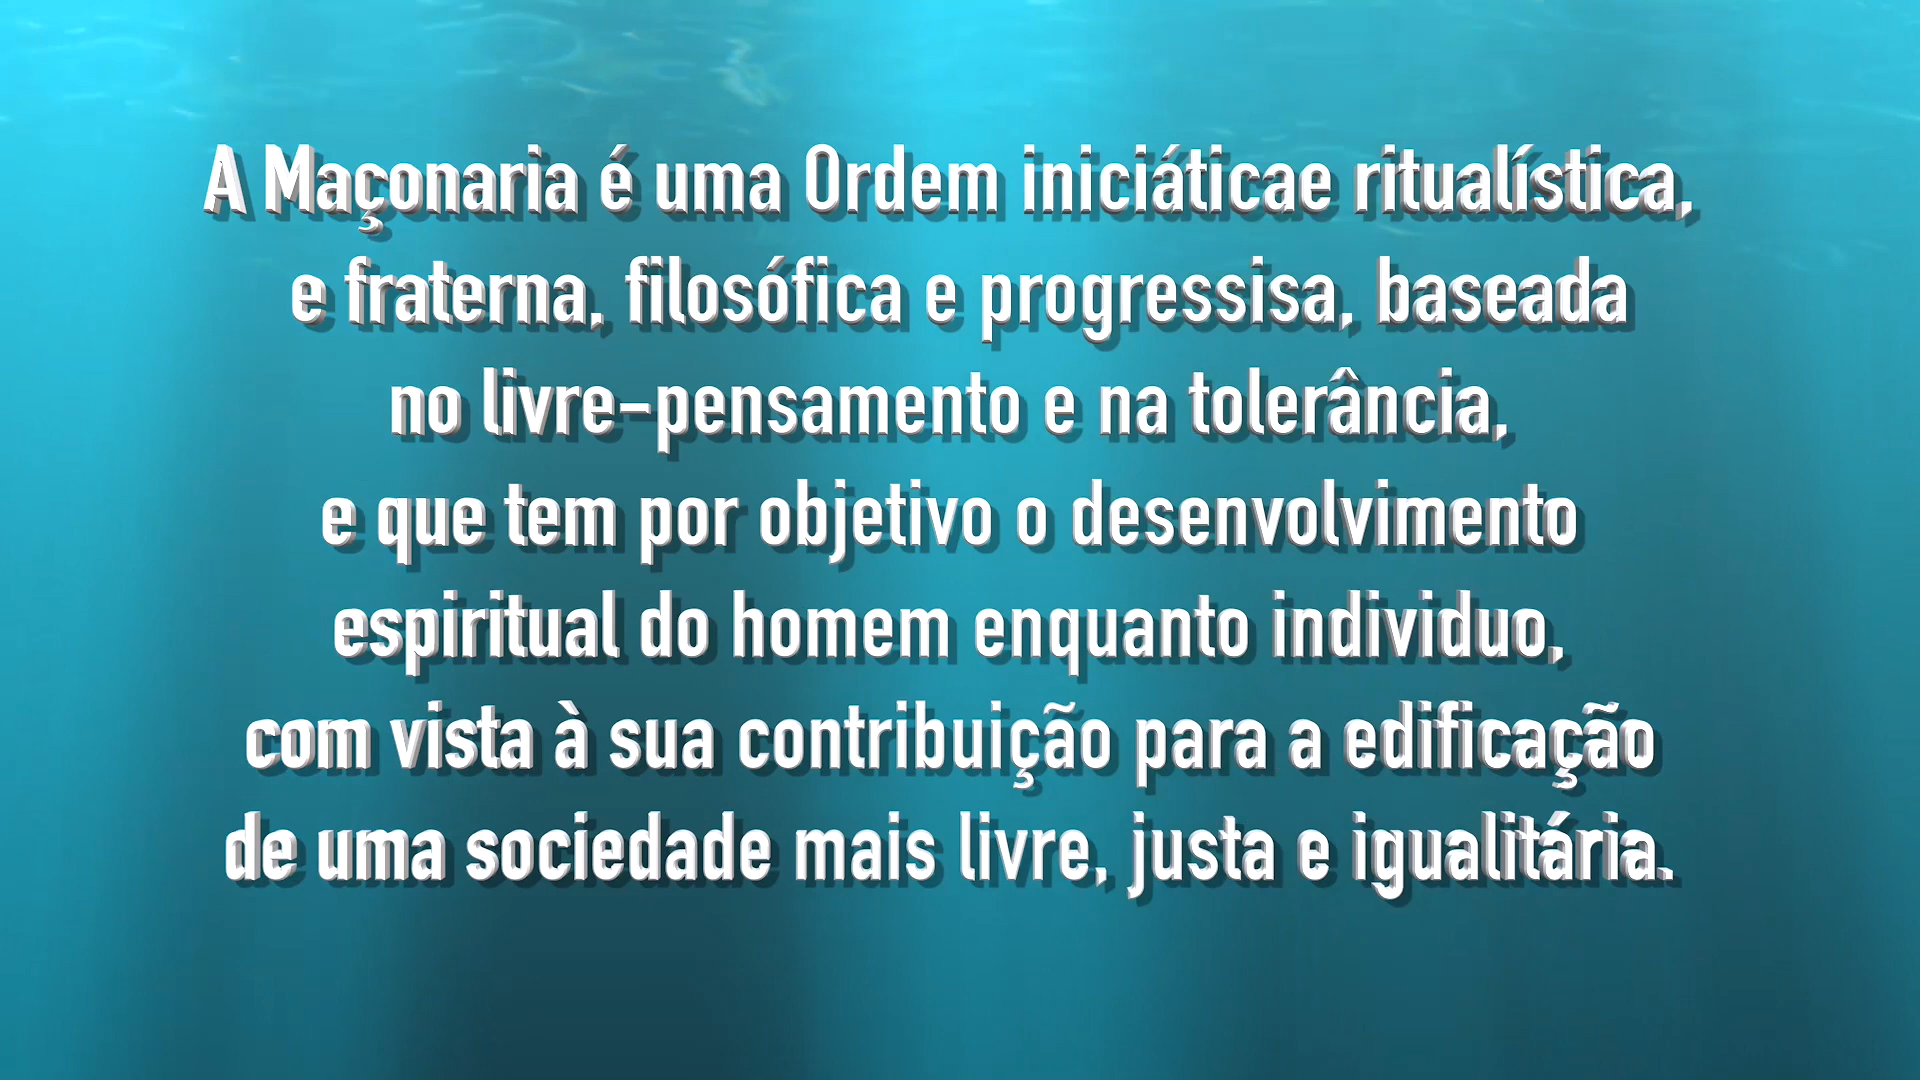 A Maçonaria é uma Ordem iniciáticae ritualística,
e fraterna, filosófica e progressisa, baseada
no livre-pensamento e na tolerância,
e que tem por objetivo o desenvolvimento
espiritual do homem enquanto individuo,
com vista à sua contribuição para a edificação
de uma sociedade mais livre, justa e igualitária.